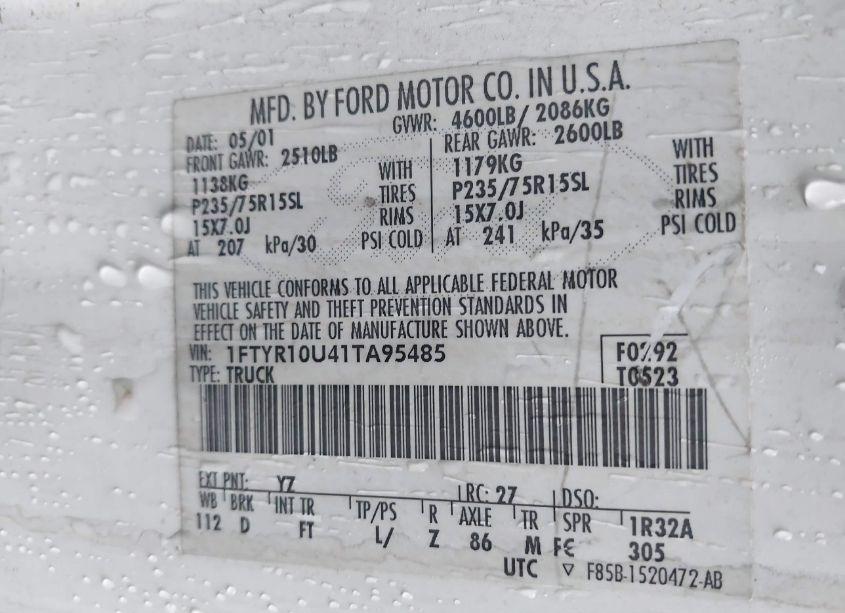 MFD. BY FORD MOTOR CO. IN U.S.A.
DATE: 05/01 GVWR: 4600LB/ 2086KG
FRONT GAWR: 2510LB REAR GAWR: 2600LB
1138KG WITH 1179KG WITH
P235/75R15SL TIRES P235/75R15SL TIRES
15X7.0J RIMS 15X7.0J RIMS
AT 207 kPa/30 PSI COLD AT 241 kPa/35 PSI COLD
THIS VEHICLE CONFORMS TO ALL APPLICABLE FEDERAL MOTOR
VEHICLE SAFETY AND THEFT PREVENTION STANDARDS IN
EFFECT ON THE DATE OF MANUFACTURE SHOWN ABOVE.
VIN: 1FTYR10U41TA95485
TYPE: TRUCK
T0523
EXT PNT: YZ RC: 27 DSO:
WB BRK INT TR TP/PS R AXLE TR SPR 1R32A
112 D FT L/ Z 86 M 305
UTC ▽ F85B-1520472-AB